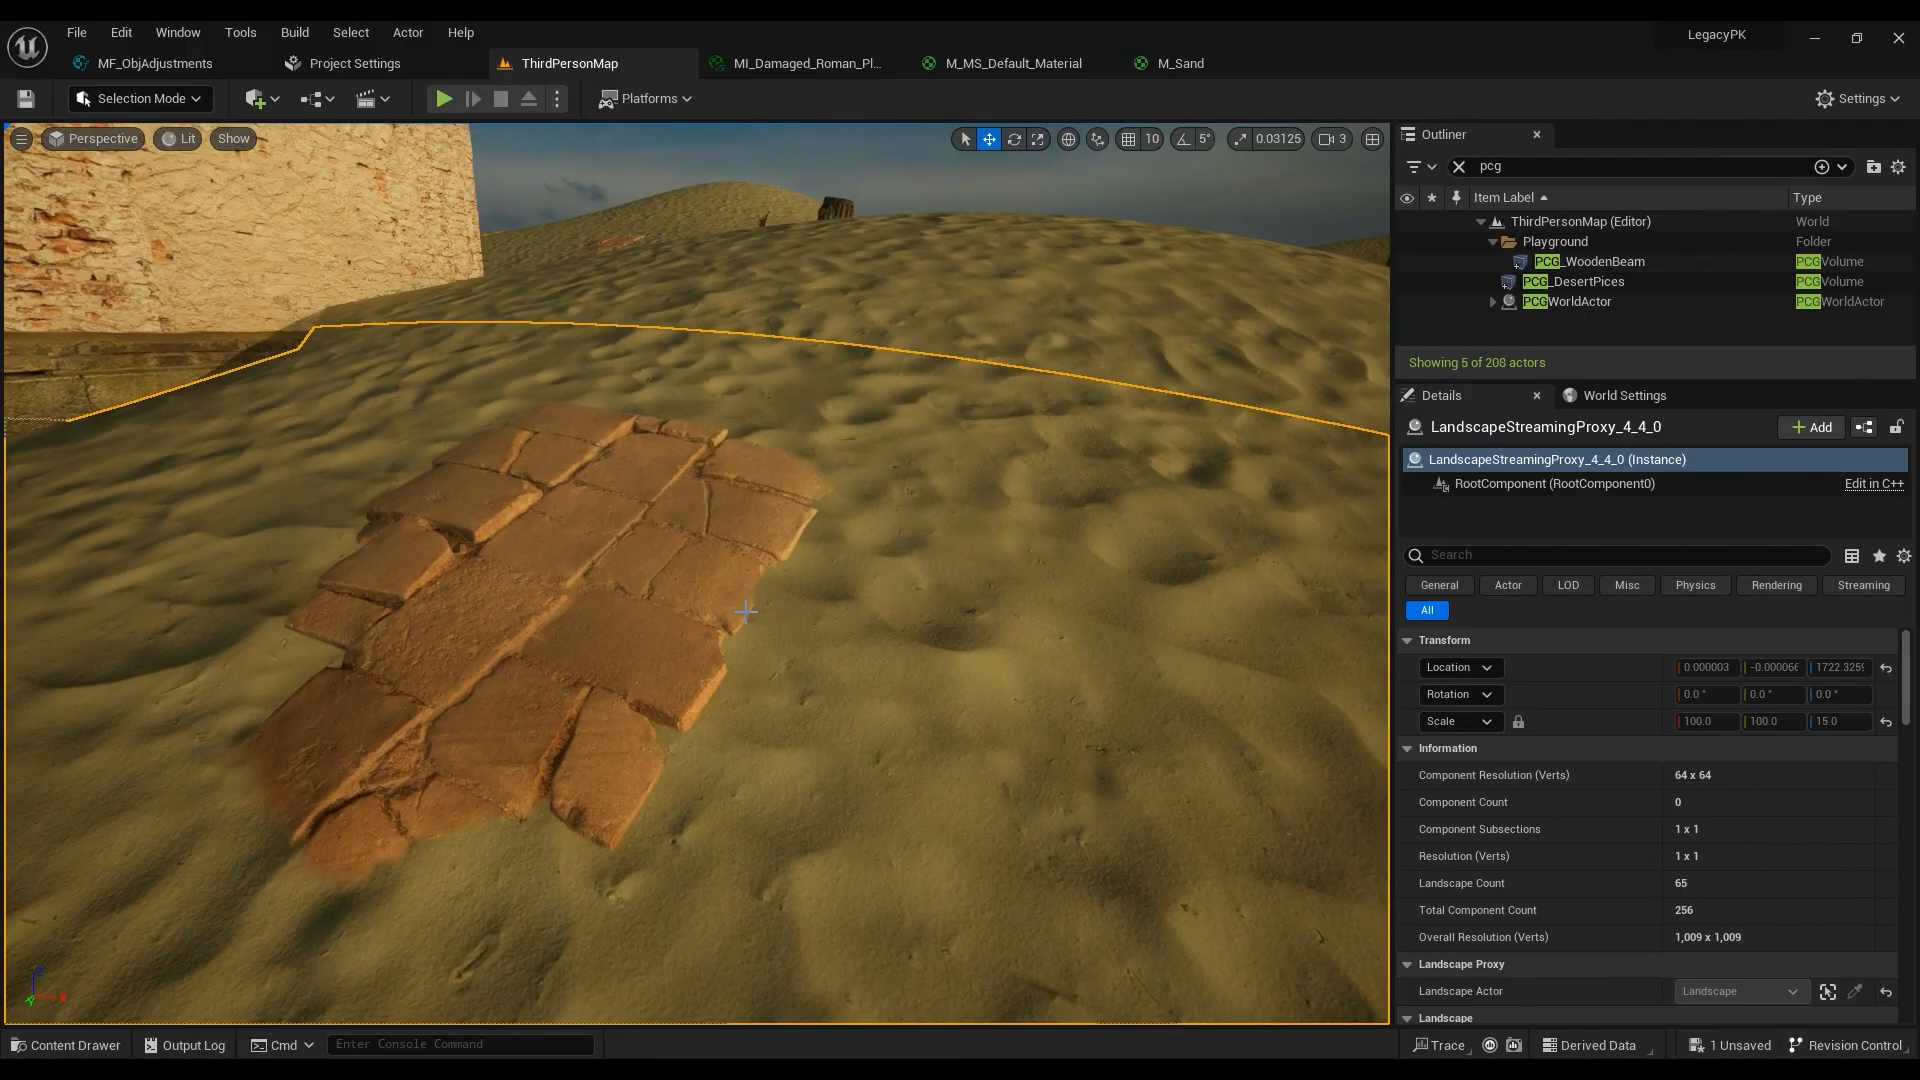 File Edit Window Tools Build Select Actor Help
LegacyPK
MF_ObjAdjustments Project Settings ThirdPersonMap MI_Damaged_Roman_Pl... M_MS_Default_Material M_Sand
Selection Mode Platforms Settings
Perspective Lit Show 10 5° 0.03125 3
Outliner
pcg
Item Label Type
ThirdPersonMap (Editor) World
Playground Folder
PCG_WoodenBeam PCGVolume
PCG_DesertPices PCGVolume
PCGWorldActor PCGWorldActor
Showing 5 of 208 actors
Details World Settings
LandscapeStreamingProxy_4_4_0 Add
LandscapeStreamingProxy_4_4_0 (Instance)
RootComponent (RootComponent0) Edit in C++
Search
General Actor LOD Misc Physics Rendering Streaming
All
Transform
Location 0.000003 -0.000066 1722.3259
Rotation 0.0° 0.0° 0.0°
Scale 100.0 100.0 15.0
Information
Component Resolution (Verts) 64 x 64
Component Count 0
Component Subsections 1 x 1
Resolution (Verts) 1 x 1
Landscape Count 65
Total Component Count 256
Overall Resolution (Verts) 1,009 x 1,009
Landscape Proxy
Landscape Actor Landscape
Landscape
Z
Y X
Content Drawer Output Log Cmd Enter Console Command Trace Derived Data 1 Unsaved Revision Control